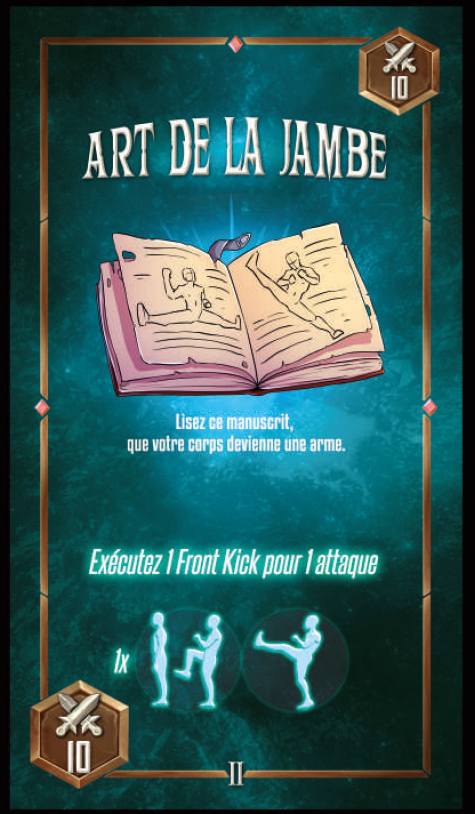 10
ART DE LA JAMBE
Lisez ce manuscrit,
que votre corps devienne une arme.
Exécutez 1 Front Kick pour 1 attaque
1x
10
II